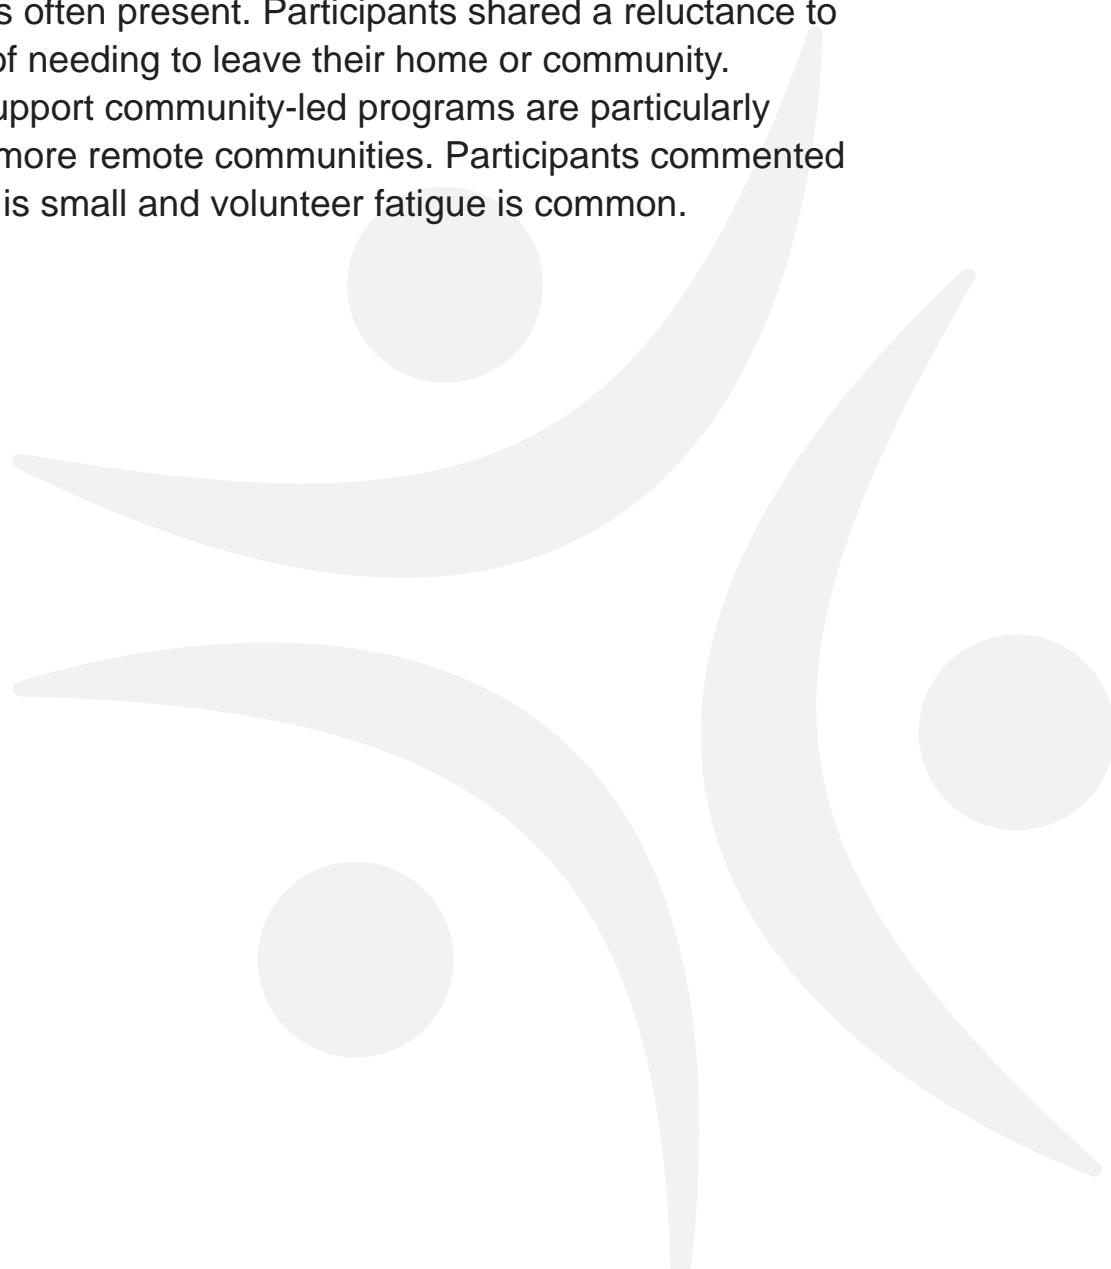 s often present. Participants shared a reluctance to
of needing to leave their home or community.
upport community-led programs are particularly
more remote communities. Participants commented
is small and volunteer fatigue is common.